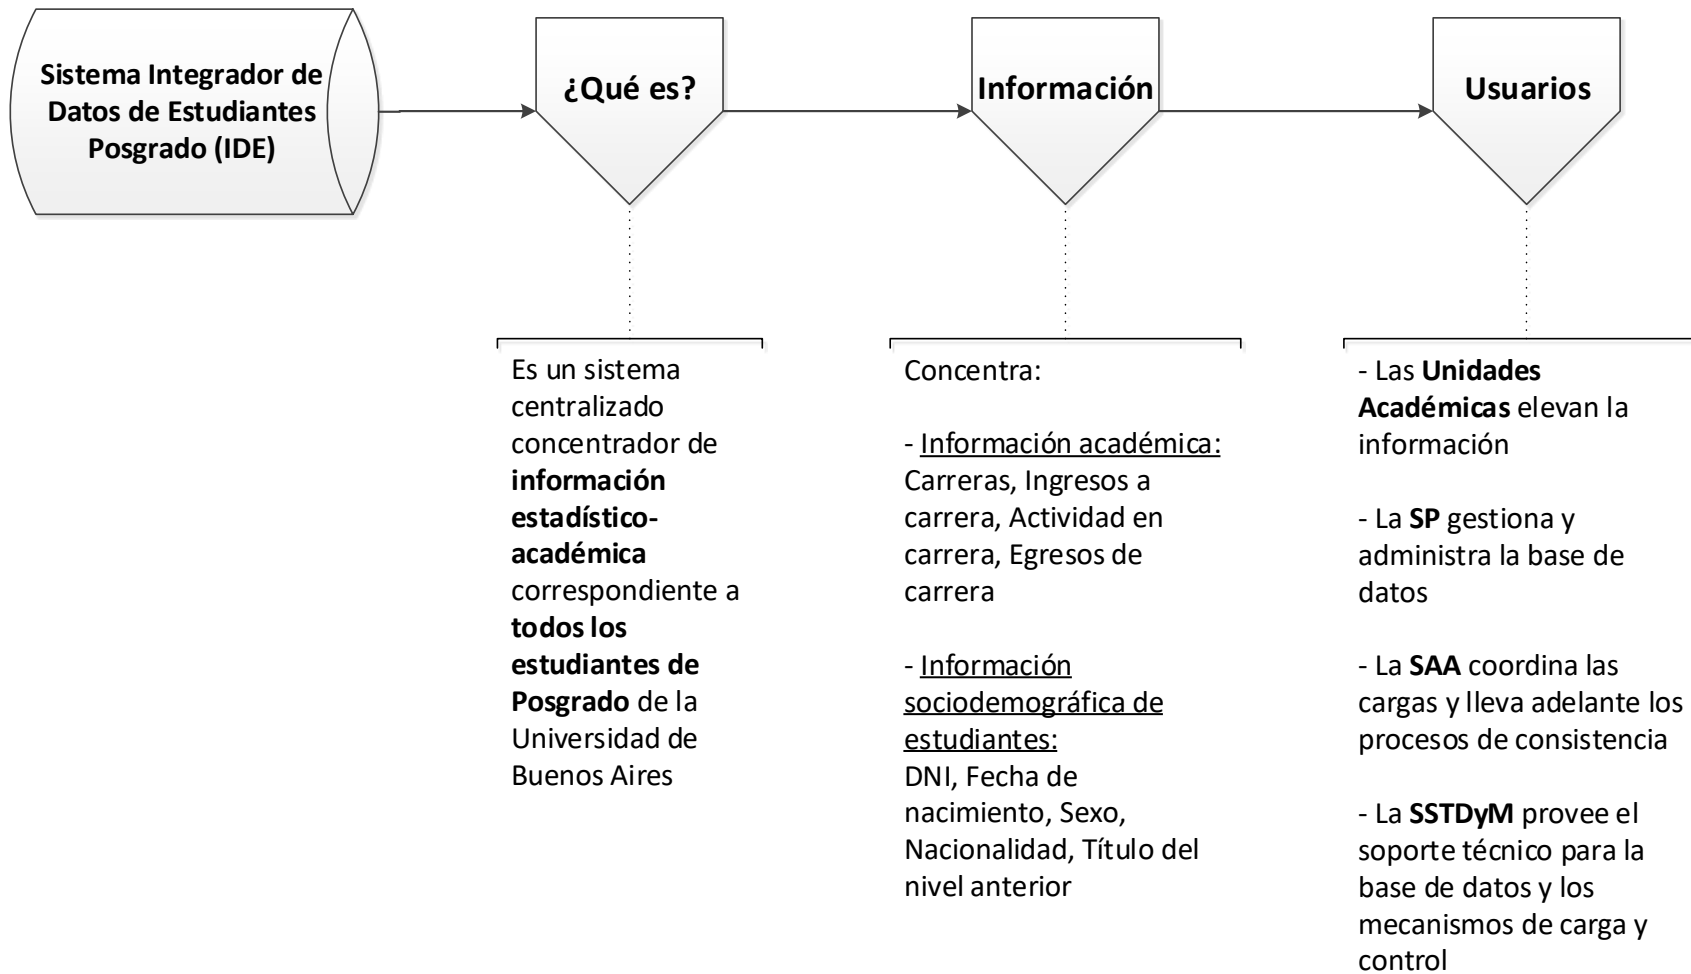 Sistema Integrador de
Datos de Estudiantes
Posgrado (IDE)
¿Qué es?
Información
Usuarios
Es un sistema
centralizado
concentrador de
información
estadístico-
académica
correspondiente a
todos los
estudiantes de
Posgrado de la
Universidad de
Buenos Aires
Concentra:
- Información académica:
Carreras, Ingresos a
carrera, Actividad en
carrera, Egresos de
carrera
- Información
sociodemográfica de
estudiantes:
DNI, Fecha de
nacimiento, Sexo,
Nacionalidad, Título del
nivel anterior
- Las Unidades
Académicas elevan la
información
- La SP gestiona y
administra la base de
datos
- La SAA coordina las
cargas y lleva adelante los
procesos de consistencia
- La SSTDyM provee el
soporte técnico para la
base de datos y los
mecanismos de carga y
control